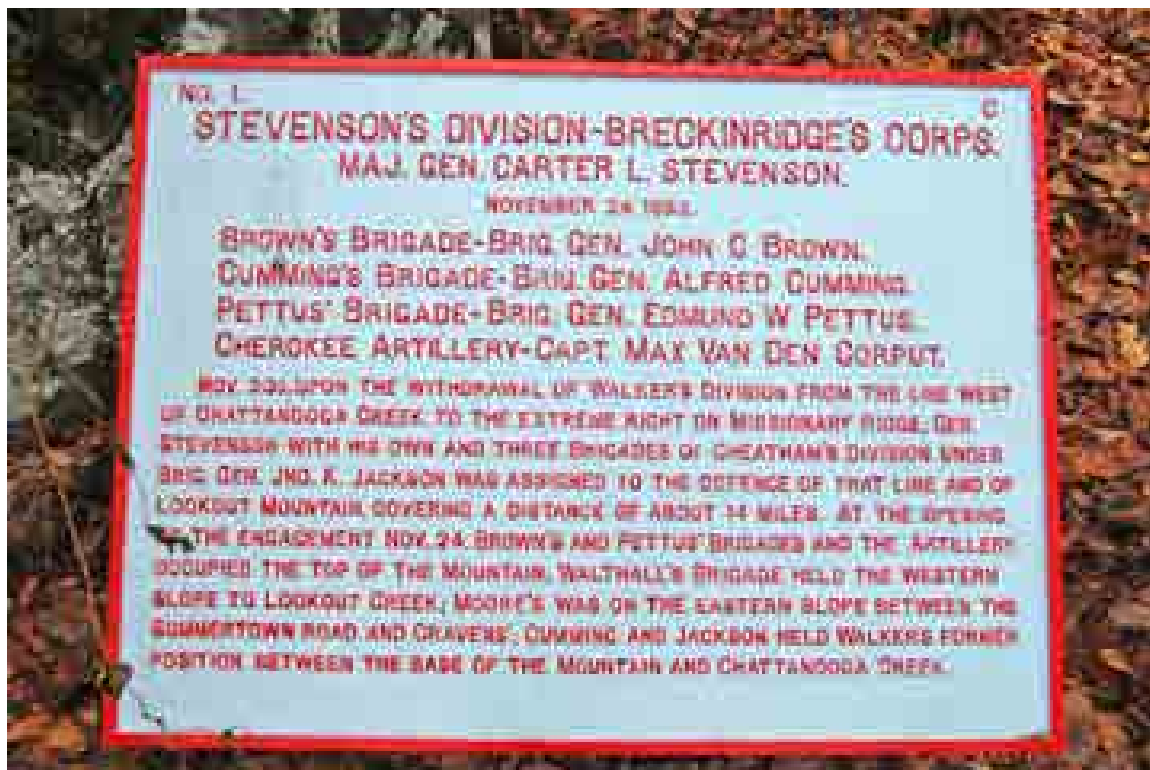 NO. 1.
C
STEVENSON'S DIVISION-BRECKINRIDGE'S CORPS.
MAJ. GEN. CARTER L. STEVENSON.
NOVEMBER 24 1863.
BROWN'S BRIGADE-BRIG. GEN. JOHN C BROWN.
CUMMING'S BRIGADE-BRIG. GEN. ALFRED CUMMING.
PETTUS' BRIGADE-BRIG. GEN. EDMUND W PETTUS.
CHEROKEE ARTILLERY-CAPT. MAX VAN DEN CORPUT.
NOV. UPON THE WITHDRAWAL OF WALKER'S DIVISION FROM THE LINE WEST
OF CHATTANOOGA CREEK TO THE EXTREME RIGHT ON MISSIONARY RIDGE, GEN.
STEVENSON WITH HIS OWN AND THREE BRIGADES OF CHEATHAM'S DIVISION UNDER
BRIG. GEN. JNO. K. JACKSON WAS ASSIGNED TO THE DEFENCE OF THAT LINE AND OF
LOOKOUT MOUNTAIN, COVERING A DISTANCE OF ABOUT 14 MILES. AT THE OPENING
OF THE ENGAGEMENT NOV. 24 BROWN'S AND PETTUS' BRIGADES AND THE ARTILLERY
OCCUPIED THE TOP OF THE MOUNTAIN, WALTHALL'S BRIGADE HELD THE WESTERN
SLOPE TO LOOKOUT CREEK; MOORE'S WAS ON THE EASTERN SLOPE BETWEEN THE
SUMMERTOWN ROAD AND CRAVENS'; CUMMING AND JACKSON HELD WALKERS FORMER
POSITION BETWEEN THE BASE OF THE MOUNTAIN AND CHATTANOOGA CREEK.